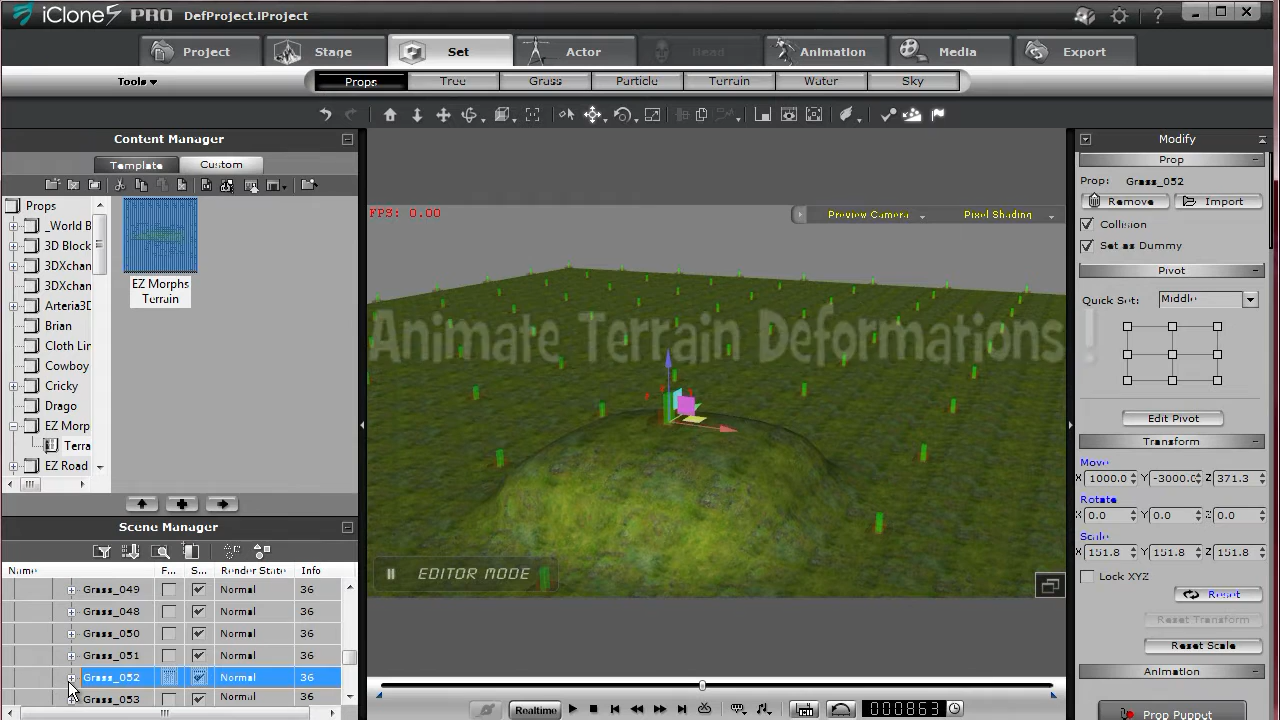 iClone5 PRO DefProject.iProject
Project Stage Set Actor Head Animation Media Export
Tools Props Tree Grass Particle Terrain Water Sky
Content Manager
Template Custom
Props
_World B
3D Block
3DXchan
3DXchan
Arteria3D
Brian
Cloth Lin
Cowboy
Cricky
Drago
EZ Morp
Terra
EZ Road
EZ Morphs
Terrain
FPS: 0.00 Preview Camera Pixel Shading
Animate Terrain Deformations !
EDITOR MODE
Scene Manager
Name F... S... Render State Info
Grass_049 Normal 36
Grass_048 Normal 36
Grass_050 Normal 36
Grass_051 Normal 36
Grass_052 Normal 36
Grass_053 Normal 36
Realtime 000863
Modify
Prop
Prop: Grass_052
Remove Import
Collision
Set as Dummy
Pivot
Quick Set: Middle
Edit Pivot
Transform
Move
X 1000.0 Y -3000.0 Z 371.3
Rotate
X 0.0 Y 0.0 Z 0.0
Scale
X 151.8 Y 151.8 Z 151.8
Lock XYZ
Reset
Reset Transform
Reset Scale
Animation
Prop Puppet